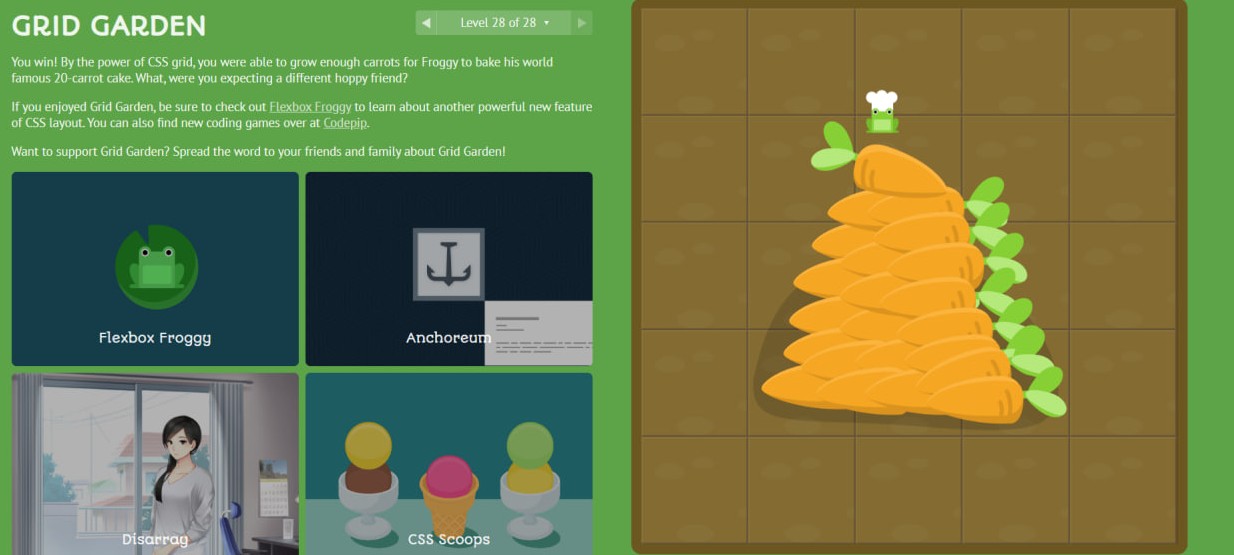 GRID GARDEN
Level 28 of 28
You win! By the power of CSS grid, you were able to grow enough carrots for Froggy to bake his world
famous 20-carrot cake. What, were you expecting a different hoppy friend?
If you enjoyed Grid Garden, be sure to check out Flexbox Froggy to learn about another powerful new feature
of CSS layout. You can also find new coding games over at Codepip.
Want to support Grid Garden? Spread the word to your friends and family about Grid Garden!
Flexbox Froggy
Anchoreum
Disarray
CSS Scoops